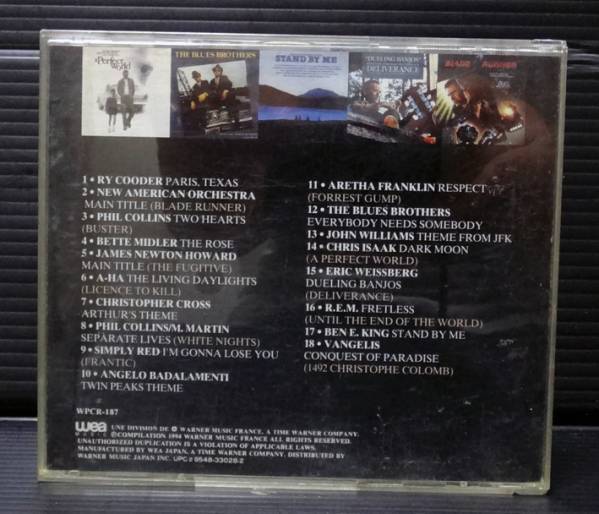 a Perfect World
THE BLUES BROTHERS
STAND BY ME
"DUELING BANJOS"
DELIVERANCE
BLADE RUNNER
1 • RY COODER PARIS, TEXAS
2 • NEW AMERICAN ORCHESTRA
MAIN TITLE (BLADE RUNNER)
3 • PHIL COLLINS TWO HEARTS
(BUSTER)
4 • BETTE MIDLER THE ROSE
5 • JAMES NEWTON HOWARD
MAIN TITLE (THE FUGITIVE)
6 • A-HA THE LIVING DAYLIGHTS
(LICENCE TO KILL)
7 • CHRISTOPHER CROSS
ARTHUR'S THEME
8 • PHIL COLLINS/M. MARTIN
SEPARATE LIVES (WHITE NIGHTS)
9 • SIMPLY RED I'M GONNA LOSE YOU
(FRANTIC)
10 • ANGELO BADALAMENTI
TWIN PEAKS THEME
11 • ARETHA FRANKLIN RESPECT
(FORREST GUMP)
12 • THE BLUES BROTHERS
EVERYBODY NEEDS SOMEBODY
13 • JOHN WILLIAMS THEME FROM JFK
14 • CHRIS ISAAK DARK MOON
(A PERFECT WORLD)
15 • ERIC WEISSBERG
DUELING BANJOS
(DELIVERANCE)
16 • R.E.M. FRETLESS
(UNTIL THE END OF THE WORLD)
17 • BEN E. KING STAND BY ME
18 • VANGELIS
CONQUEST OF PARADISE
(1492 CHRISTOPHE COLOMB)
WPCR-187
wea
MUSIC
UNE DIVISION DE WARNER MUSIC FRANCE, A TIME WARNER COMPANY.
℗COMPILATION 1994 WARNER MUSIC FRANCE ALL RIGHTS RESERVED.
UNAUTHORIZED DUPLICATION IS A VIOLATION OF APPLICABLE LAWS.
MANUFACTURED BY WEA JAPAN, A TIME WARNER COMPANY, DISTRIBUTED BY
WARNER MUSIC JAPAN INC. UPC # 9548-33028-2